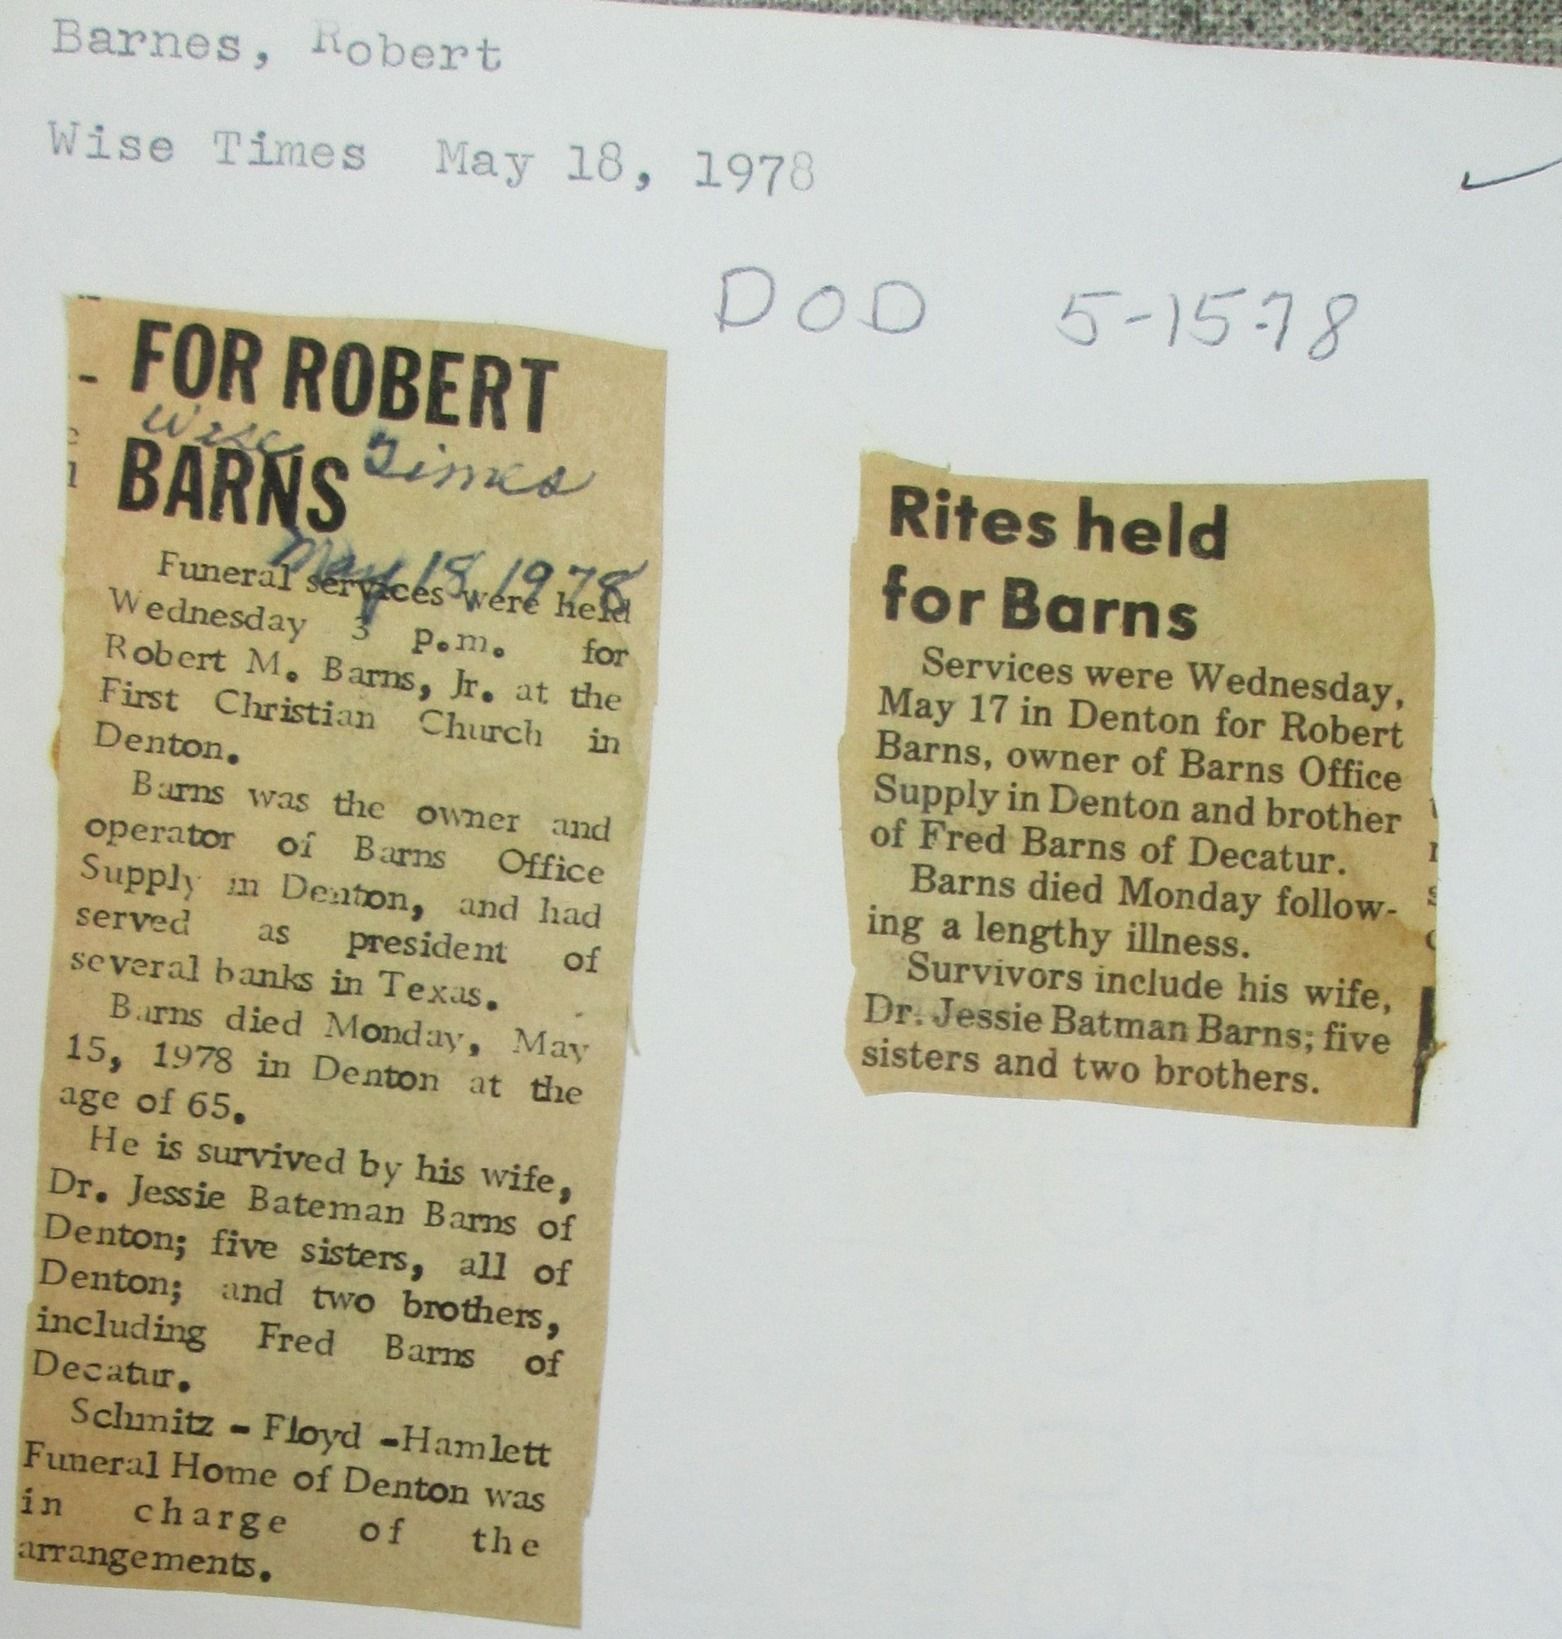 Barnes, Robert
Wise Times May 18, 1978
DOD 5-15-78
FOR ROBERT
BARNS
Wise Times
May 18, 1978
Funeral services were held
Wednesday 3 p.m. for
Robert M. Barns, Jr. at the
First Christian Church in
Denton.
Barns was the owner and
operator of Barns Office
Supply in Denton, and had
served as president of
several banks in Texas.
Barns died Monday, May
15, 1978 in Denton at the
age of 65.
He is survived by his wife,
Dr. Jessie Bateman Barns of
Denton; five sisters, all of
Denton; and two brothers,
including Fred Barns of
Decatur.
Schmitz - Floyd -Hamlett
Funeral Home of Denton was
in charge of the
arrangements.
Rites held
for Barns
Services were Wednesday,
May 17 in Denton for Robert
Barns, owner of Barns Office
Supply in Denton and brother
of Fred Barns of Decatur.
Barns died Monday follow-
ing a lengthy illness.
Survivors include his wife,
Dr. Jessie Batman Barns; five
sisters and two brothers.